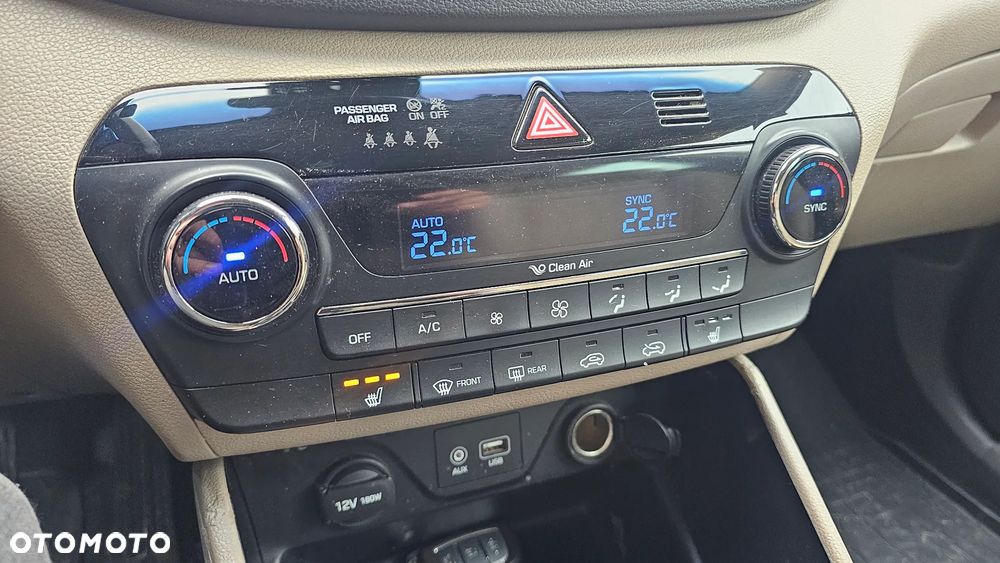 PASSENGER
AIR BAG
ON
OFF
AUTO
22.0°C
SYNC
22.0°C
AUTO
SYNC
Clean Air
OFF
A/C
FRONT
REAR
AUX
USB
12V 180W
OTOMOTO